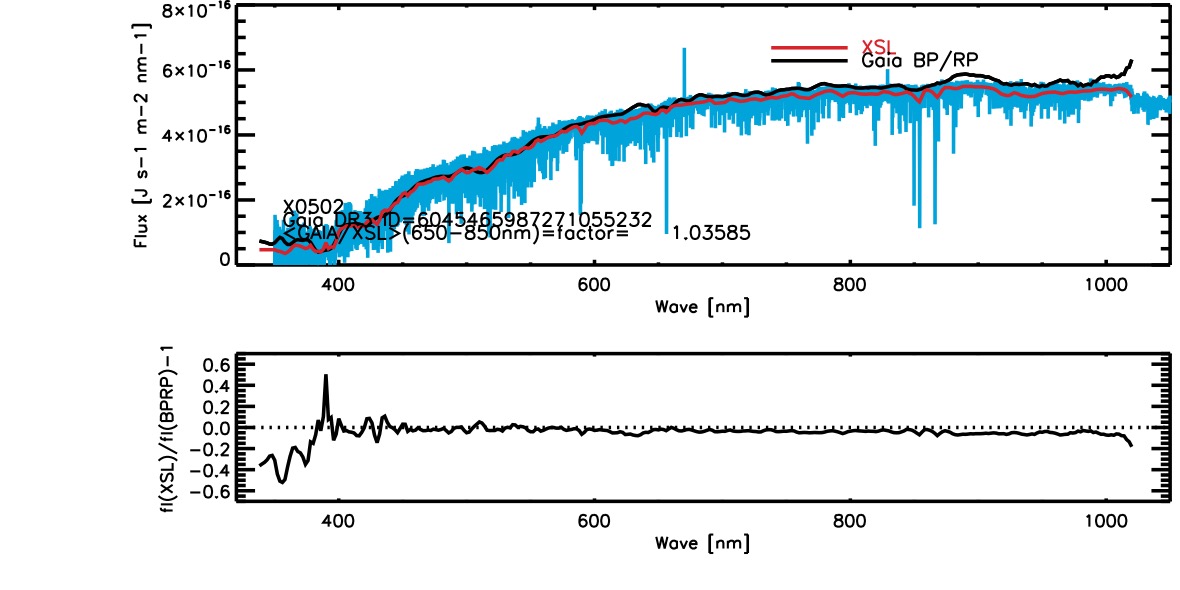 8×10−16
6×10−16
4×10−16
2×10−16
0
Flux [J s−1 m−2 nm−1]
XSL
Gaia BP/RP
X0502
Gaia DR3 ID=6045465987271055232
<GAIA/XSL>(650−850nm)=factor= 1.03585
400 600 800 1000
Wave [nm]
0.6
0.4
0.2
0.0
−0.2
−0.4
−0.6
fl(XSL)/fl(BPRP)−1
400 600 800 1000
Wave [nm]